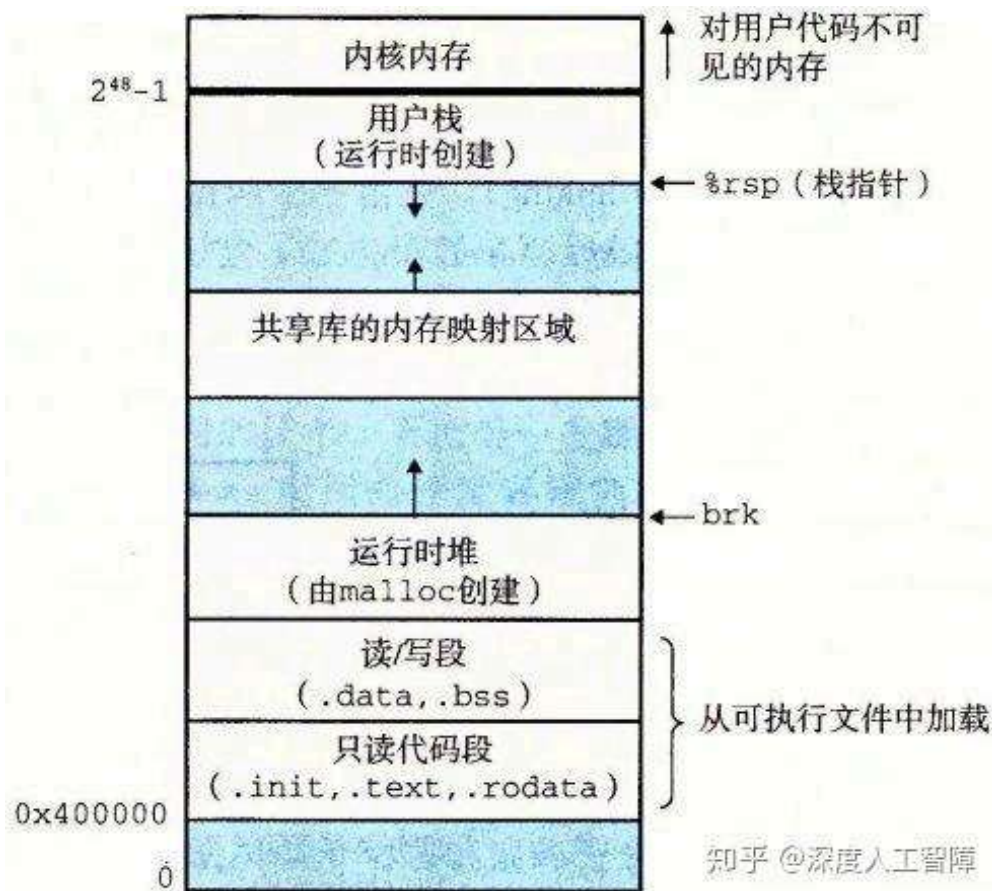 内核内存
对用户代码不可
见的内存
2⁴⁸-1
用户栈
(运行时创建)
%rsp(栈指针)
共享库的内存映射区域
brk
运行时堆
(由malloc创建)
读/写段
(.data,.bss)
从可执行文件中加载
只读代码段
(.init,.text,.rodata)
0x400000
0
知乎 @深度人工智障